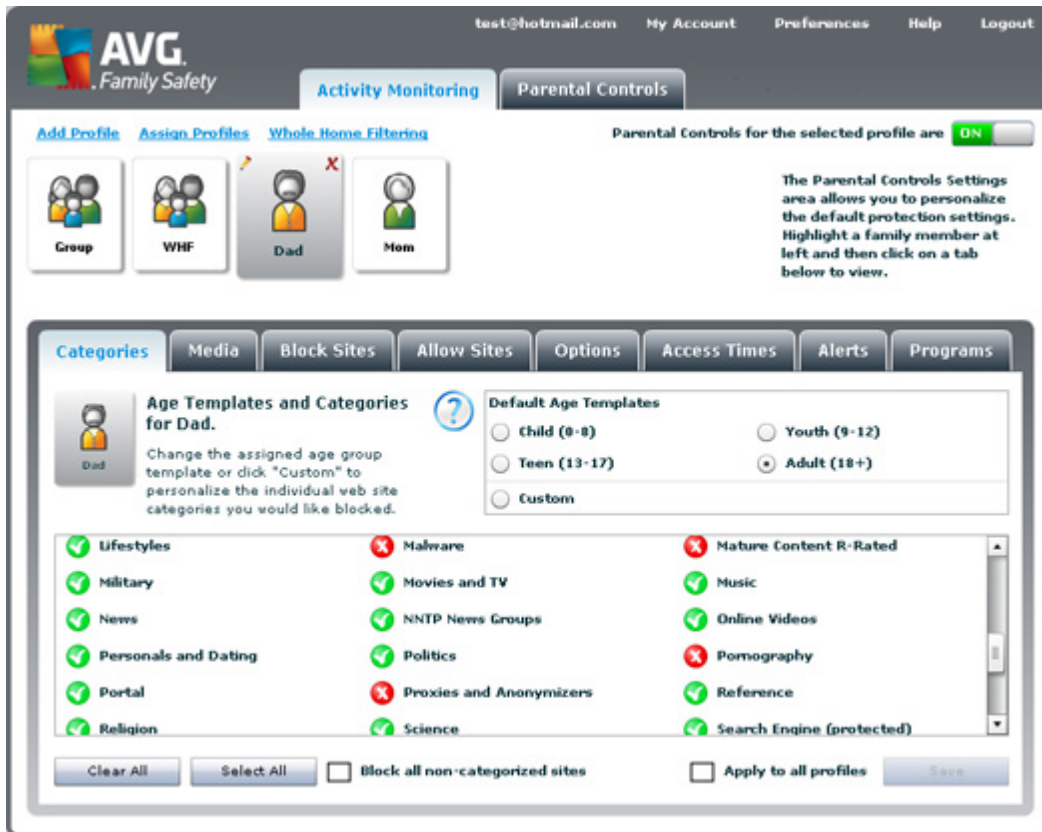 test@hotmail.com My Account Preferences Help Logout
AVG.
Family Safety
Activity Monitoring Parental Controls
Add Profile Assign Profiles Whole Home Filtering
Parental Controls for the selected profile are ON
Group WHF Dad Mom
The Parental Controls Settings
area allows you to personalize
the default protection settings.
Highlight a family member at
left and then click on a tab
below to view.
Categories Media Block Sites Allow Sites Options Access Times Alerts Programs
Dad
Age Templates and Categories
for Dad.
Change the assigned age group
template or click "Custom" to
personalize the individual web site
categories you would like blocked.
?
Default Age Templates
Child (0-8) Youth (9-12)
Teen (13-17) Adult (18+)
Custom
Lifestyles Malware Mature Content R-Rated
Military Movies and TV Music
News NNTP News Groups Online Videos
Personals and Dating Politics Pornography
Portal Proxies and Anonymizers Reference
Religion Science Search Engine (protected)
Clear All Select All Block all non-categorized sites Apply to all profiles Save